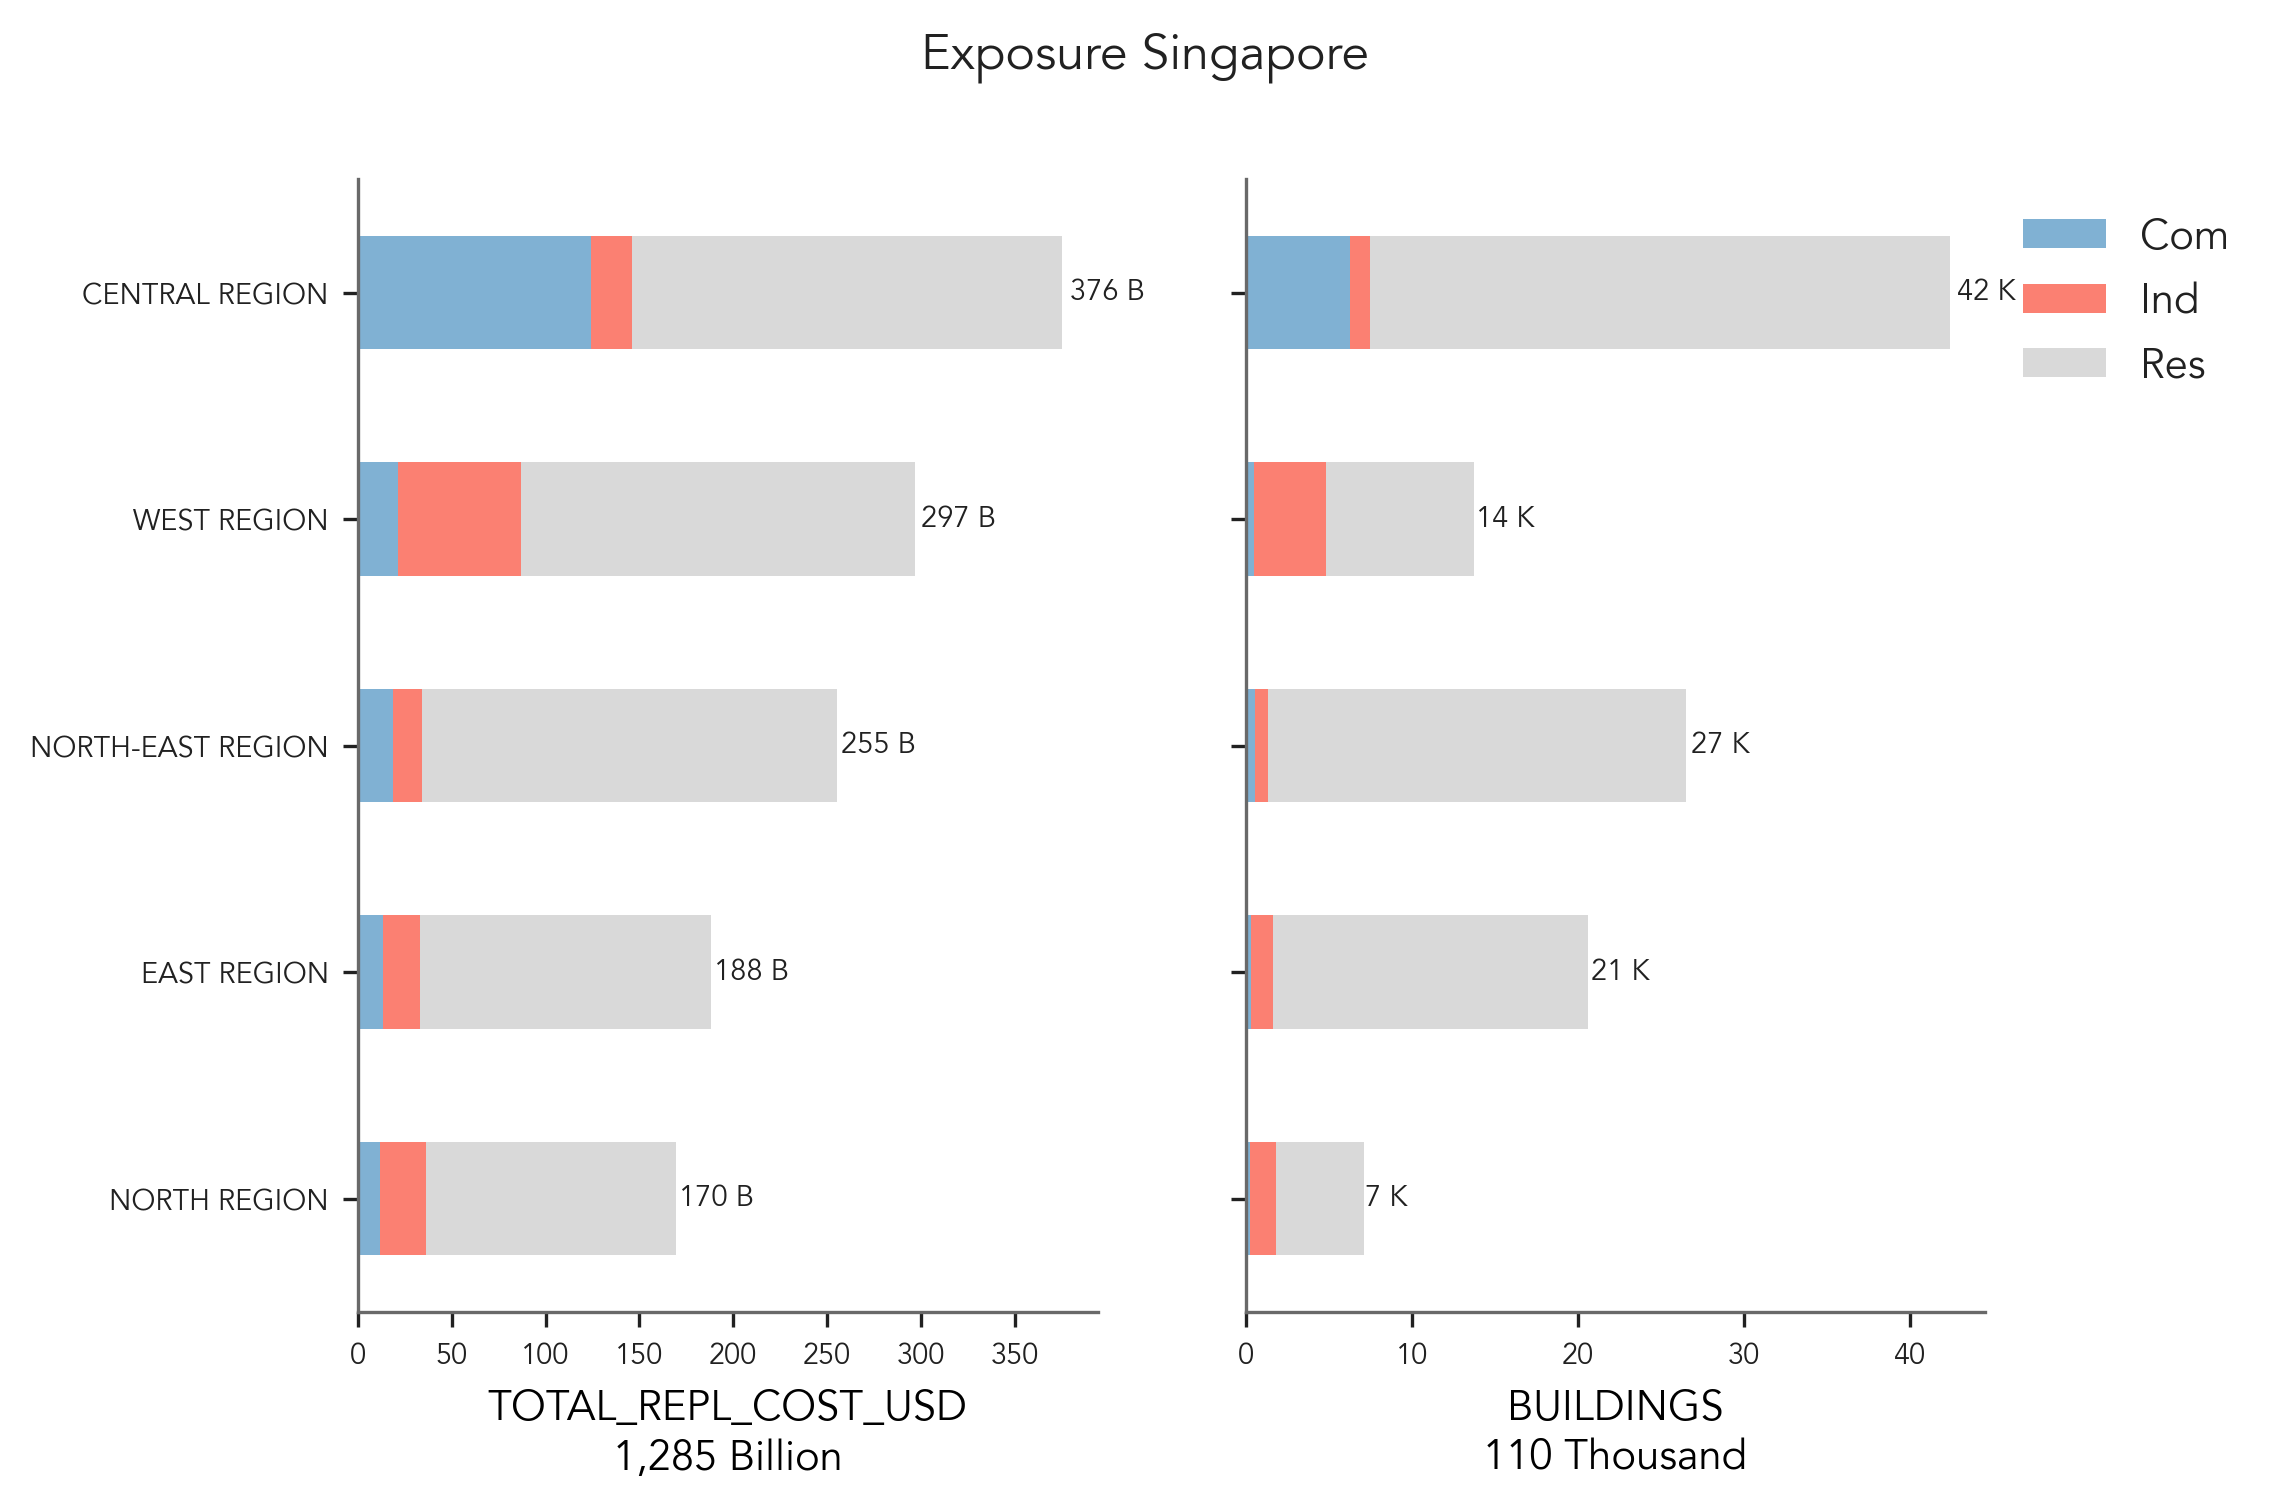 Exposure Singapore
CENTRAL REGION
WEST REGION
NORTH-EAST REGION
EAST REGION
NORTH REGION
376 B
297 B
255 B
188 B
170 B
0 50 100 150 200 250 300 350
TOTAL_REPL_COST_USD
1,285 Billion
42 K
14 K
27 K
21 K
7 K
0 10 20 30 40
BUILDINGS
110 Thousand
Com
Ind
Res